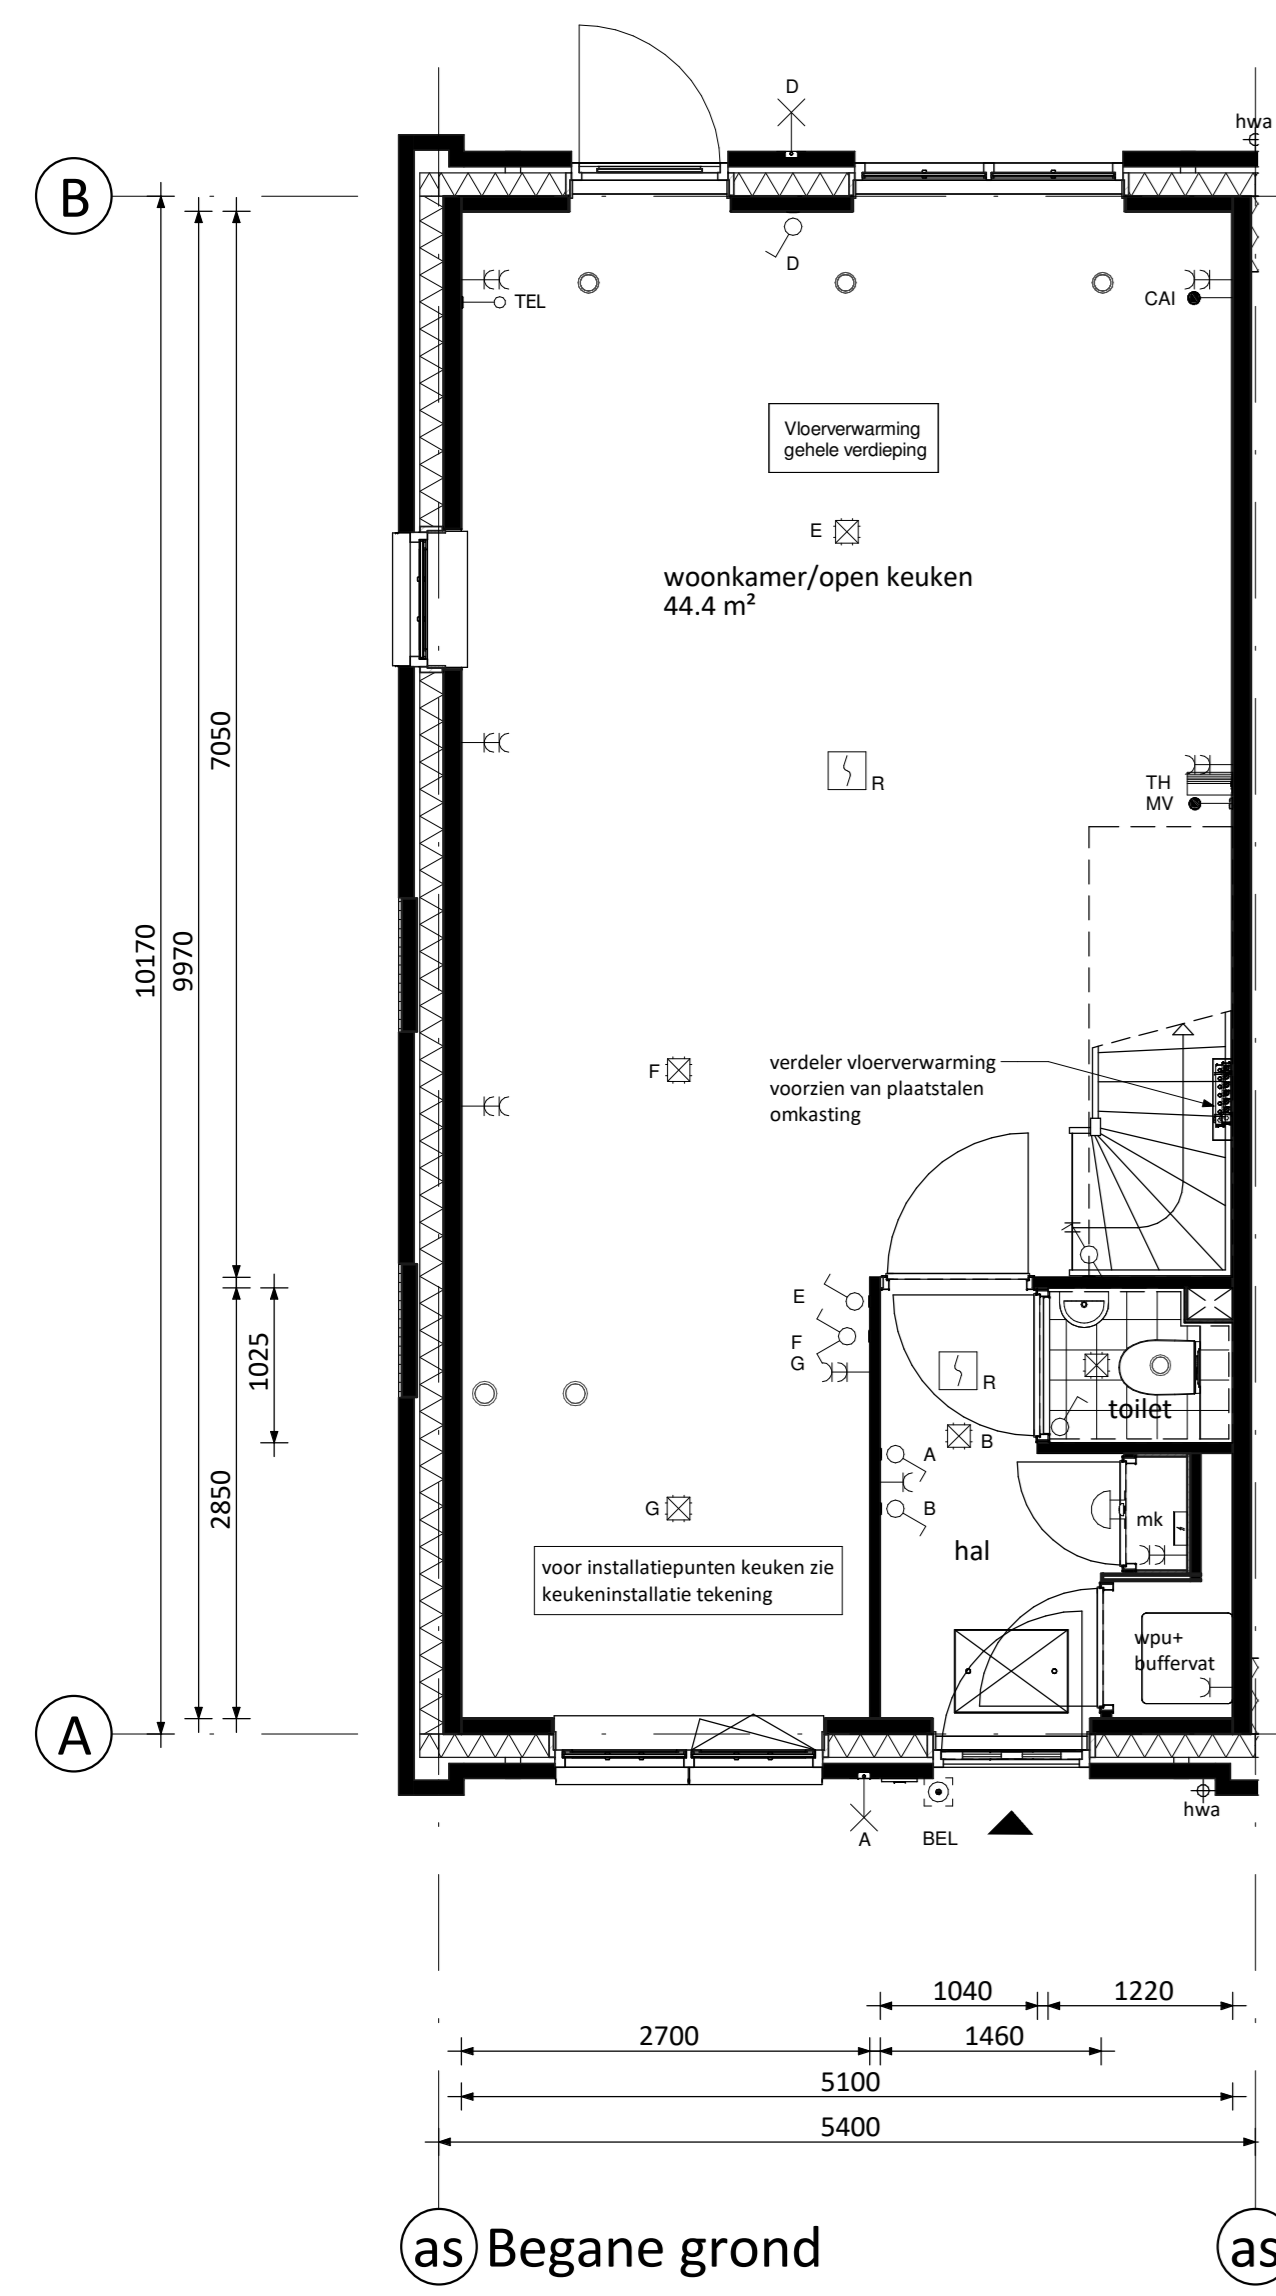 D
hwa
B
D
TEL
CAI
Vloerverwarming
gehele verdieping
E
woonkamer/open keuken
44.4 m²
7050
R
TH
MV
10170
9970
F
verdeler vloerverwarming
voorzien van plaatstalen
omkasting
E
F
G
1025
R
toilet
B
A
2850
G
B
mk
hal
voor installatiepunten keuken zie
keukeninstallatie tekening
wpu+
buffervat
A
hwa
A
BEL
1040
1220
2700
1460
5100
5400
as
Begane grond
as